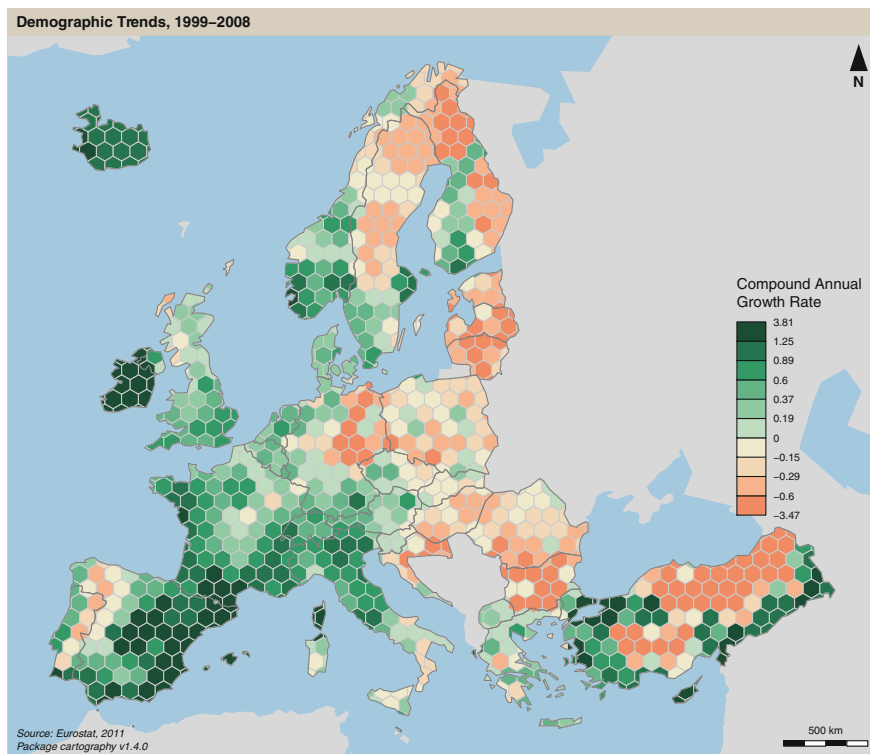 Demographic Trends, 1999–2008
N
Compound Annual
Growth Rate
3.81
1.25
0.89
0.6
0.37
0.19
0
−0.15
−0.29
−0.6
−3.47
Source: Eurostat, 2011
Package cartography v1.4.0
500 km